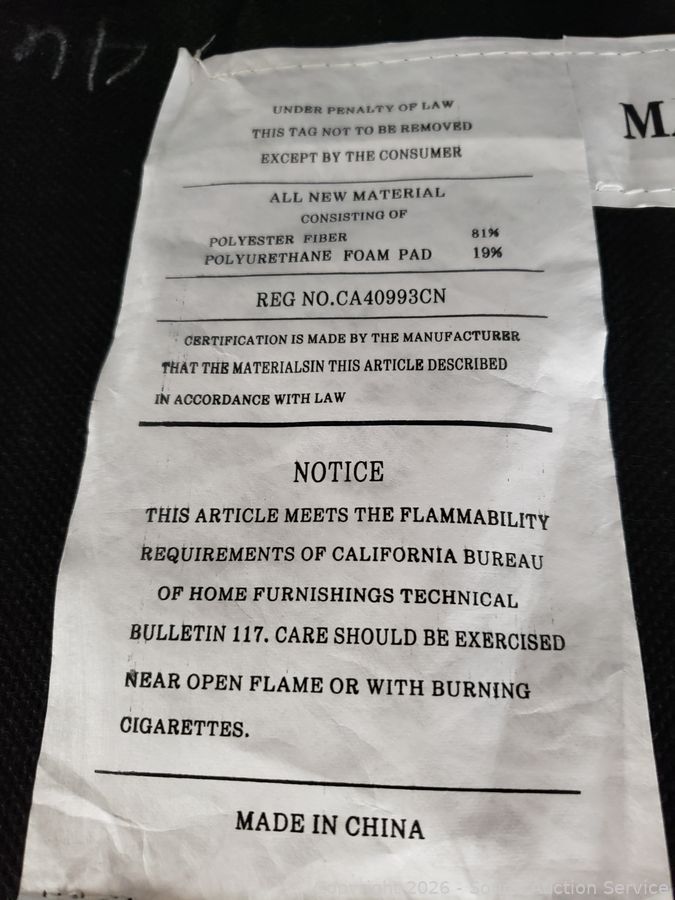 UNDER PENALTY OF LAW
THIS TAG NOT TO BE REMOVED
EXCEPT BY THE CONSUMER
ALL NEW MATERIAL
CONSISTING OF
POLYESTER FIBER 81%
POLYURETHANE FOAM PAD 19%
REG NO.CA40993CN
CERTIFICATION IS MADE BY THE MANUFACTURER
THAT THE MATERIALSIN THIS ARTICLE DESCRIBED
IN ACCORDANCE WITH LAW
NOTICE
THIS ARTICLE MEETS THE FLAMMABILITY
REQUIREMENTS OF CALIFORNIA BUREAU
OF HOME FURNISHINGS TECHNICAL
BULLETIN 117. CARE SHOULD BE EXERCISED
NEAR OPEN FLAME OR WITH BURNING
CIGARETTES.
MADE IN CHINA
Copyright 2026 - Auction Service